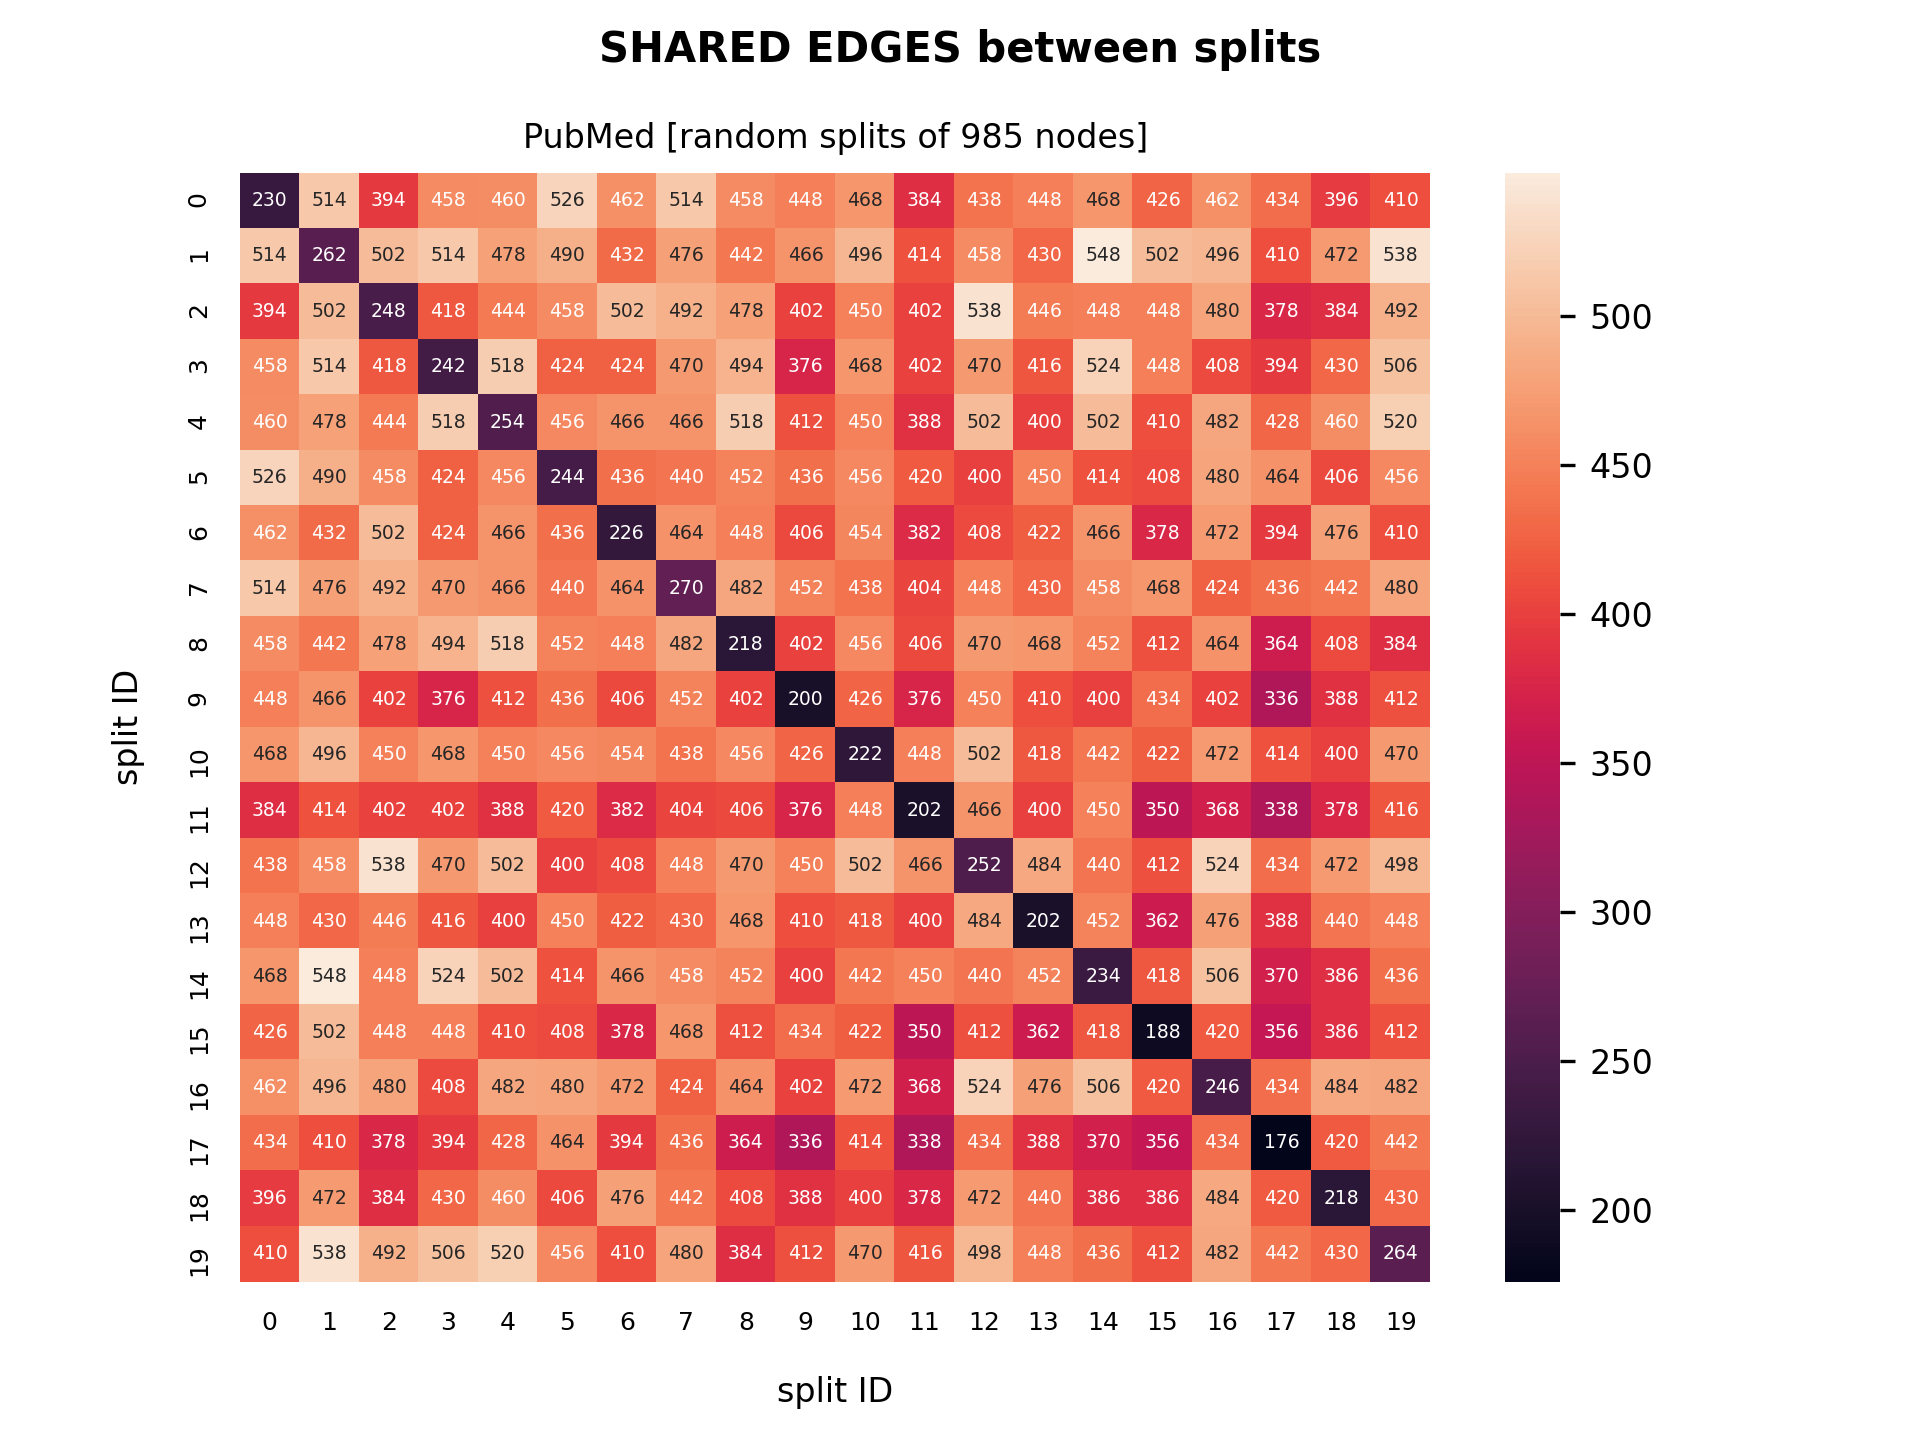 SHARED EDGES between splits
PubMed [random splits of 985 nodes]
0 230 514 394 458 460 526 462 514 458 448 468 384 438 448 468 426 462 434 396 410
1 514 262 502 514 478 490 432 476 442 466 496 414 458 430 548 502 496 410 472 538
2 394 502 248 418 444 458 502 492 478 402 450 402 538 446 448 448 480 378 384 492
3 458 514 418 242 518 424 424 470 494 376 468 402 470 416 524 448 408 394 430 506
4 460 478 444 518 254 456 466 466 518 412 450 388 502 400 502 410 482 428 460 520
5 526 490 458 424 456 244 436 440 452 436 456 420 400 450 414 408 480 464 406 456
6 462 432 502 424 466 436 226 464 448 406 454 382 408 422 466 378 472 394 476 410
7 514 476 492 470 466 440 464 270 482 452 438 404 448 430 458 468 424 436 442 480
8 458 442 478 494 518 452 448 482 218 402 456 406 470 468 452 412 464 364 408 384
9 448 466 402 376 412 436 406 452 402 200 426 376 450 410 400 434 402 336 388 412
10 468 496 450 468 450 456 454 438 456 426 222 448 502 418 442 422 472 414 400 470
11 384 414 402 402 388 420 382 404 406 376 448 202 466 400 450 350 368 338 378 416
12 438 458 538 470 502 400 408 448 470 450 502 466 252 484 440 412 524 434 472 498
13 448 430 446 416 400 450 422 430 468 410 418 400 484 202 452 362 476 388 440 448
14 468 548 448 524 502 414 466 458 452 400 442 450 440 452 234 418 506 370 386 436
15 426 502 448 448 410 408 378 468 412 434 422 350 412 362 418 188 420 356 386 412
16 462 496 480 408 482 480 472 424 464 402 472 368 524 476 506 420 246 434 484 482
17 434 410 378 394 428 464 394 436 364 336 414 338 434 388 370 356 434 176 420 442
18 396 472 384 430 460 406 476 442 408 388 400 378 472 440 386 386 484 420 218 430
19 410 538 492 506 520 456 410 480 384 412 470 416 498 448 436 412 482 442 430 264
0 1 2 3 4 5 6 7 8 9 10 11 12 13 14 15 16 17 18 19
split ID
split ID
500
450
400
350
300
250
200